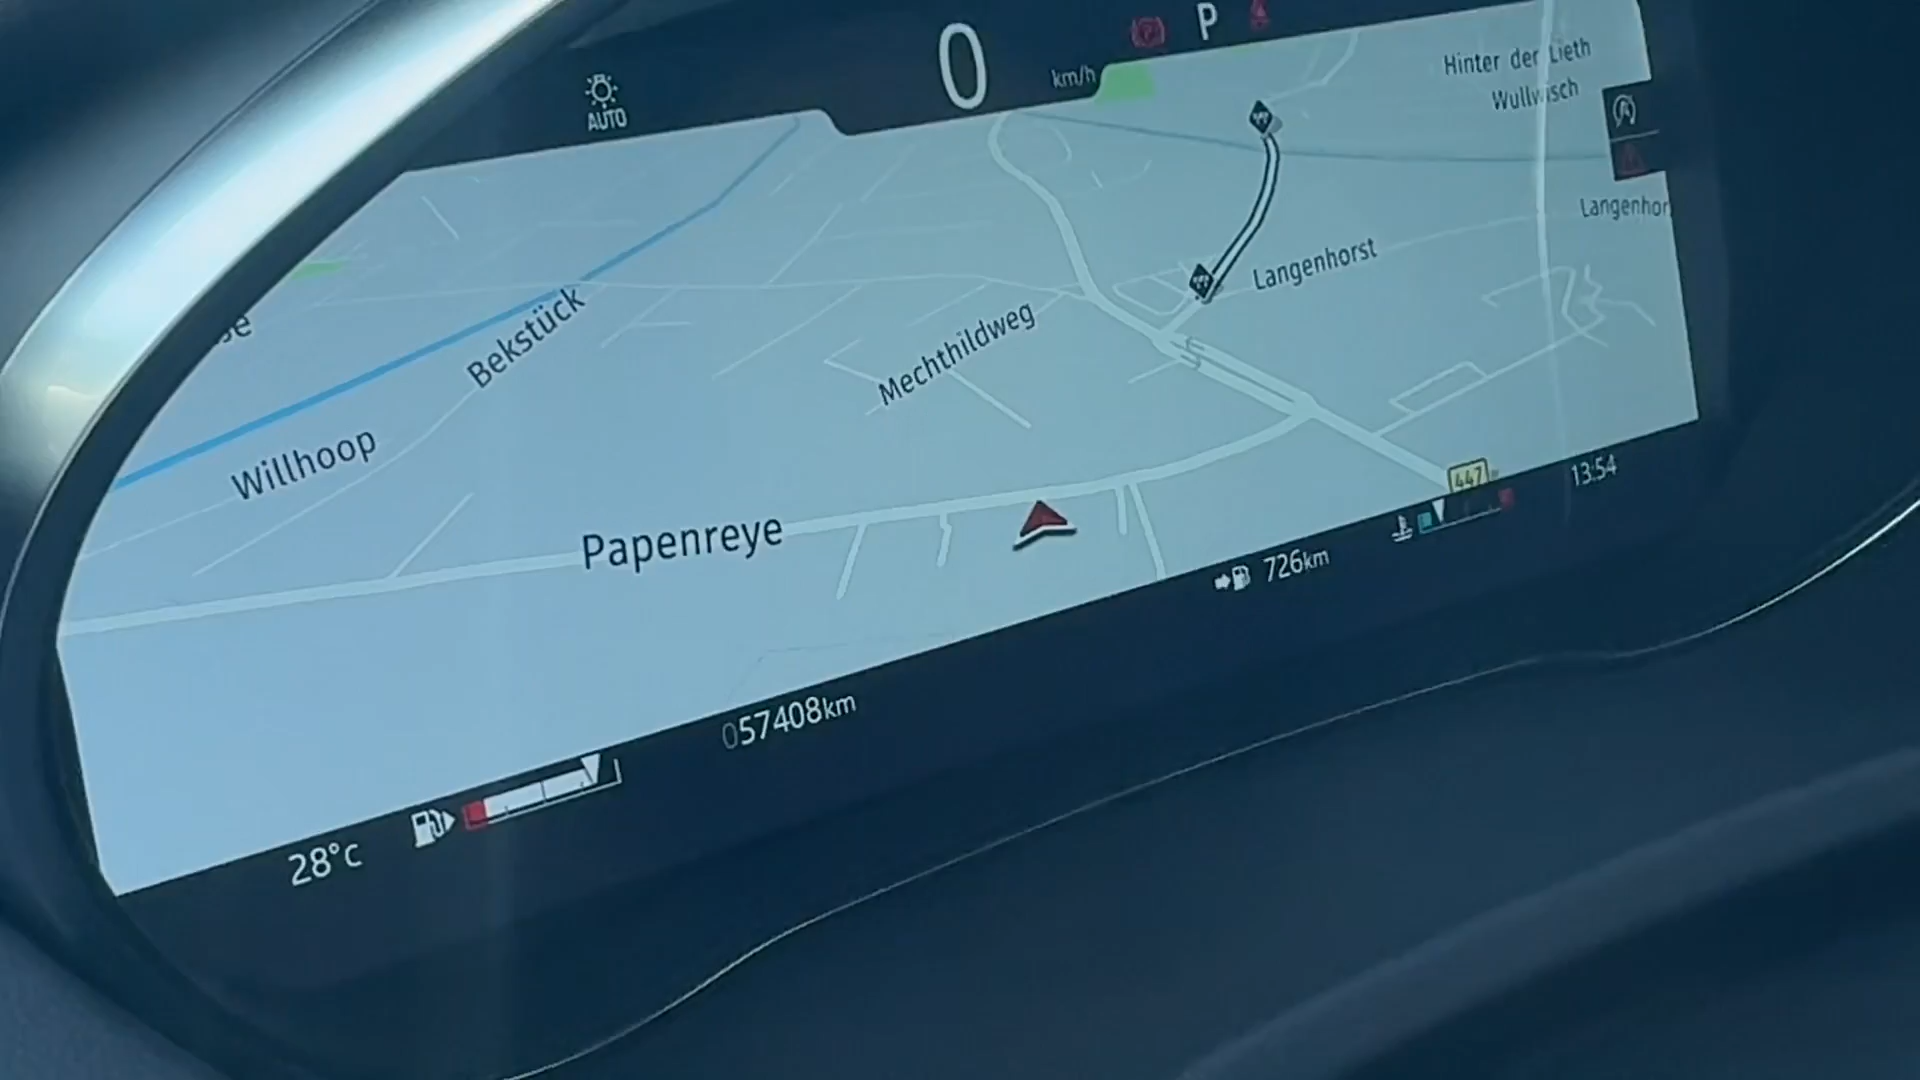 0
km/h
P
AUTO
Hinter der Lieth
Wullwisch
Langenhor
Langenhorst
Mechthildweg
Bekstück
Willhoop
Papenreye
447
13:54
726km
057408km
28°C